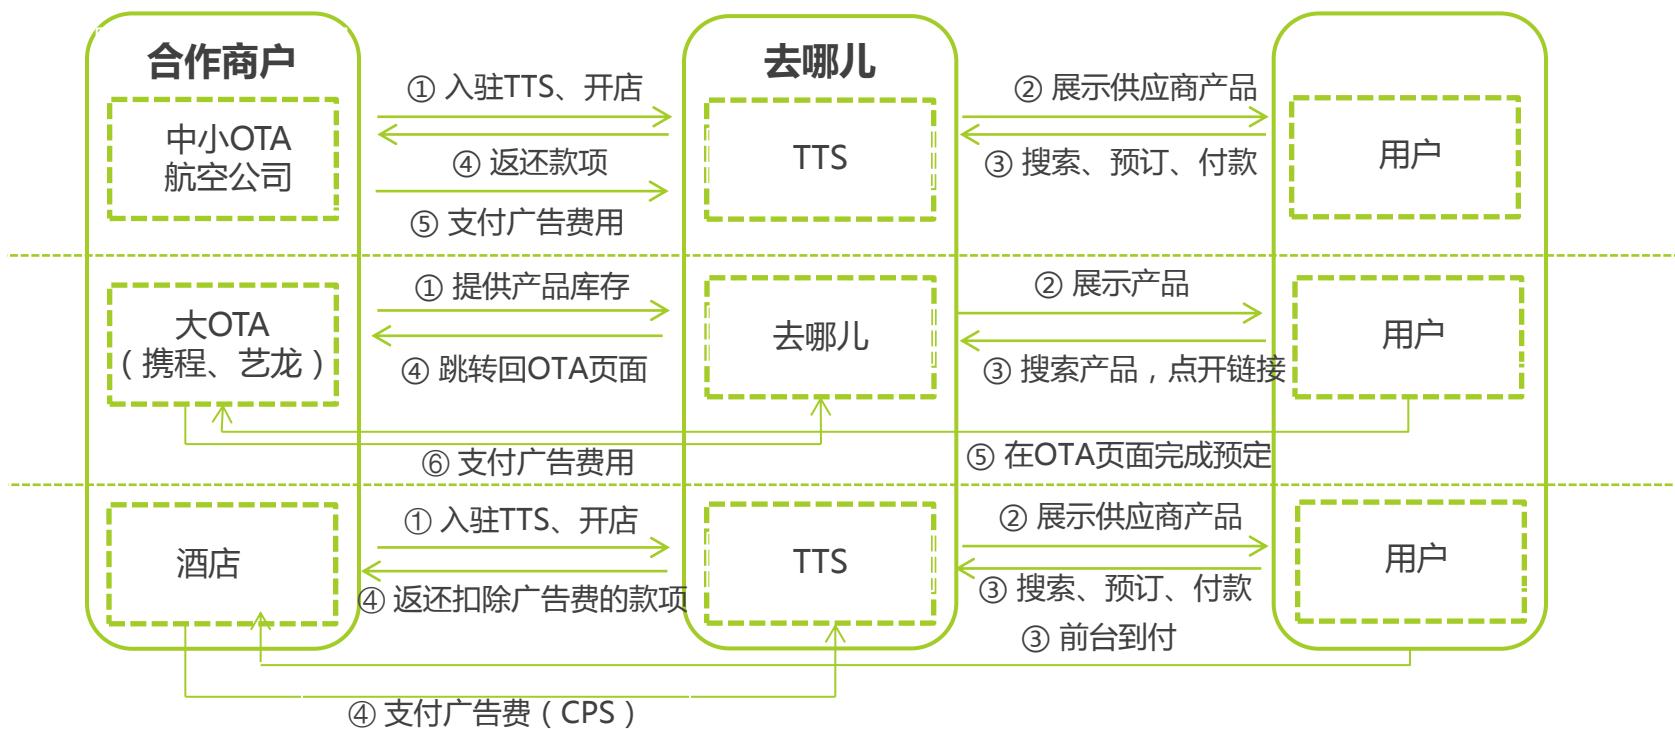 合作商户
去哪儿
① 入驻TTS、开店
② 展示供应商产品
中小OTA
航空公司
TTS
用户
④ 返还款项
③ 搜索、预订、付款
⑤ 支付广告费用
① 提供产品库存
② 展示产品
大OTA
（携程、艺龙）
去哪儿
用户
④ 跳转回OTA页面
③ 搜索产品，点开链接
⑥ 支付广告费用
⑤ 在OTA页面完成预定
① 入驻TTS、开店
② 展示供应商产品
酒店
TTS
用户
④ 返还扣除广告费的款项
③ 搜索、预订、付款
③ 前台到付
④ 支付广告费（CPS）